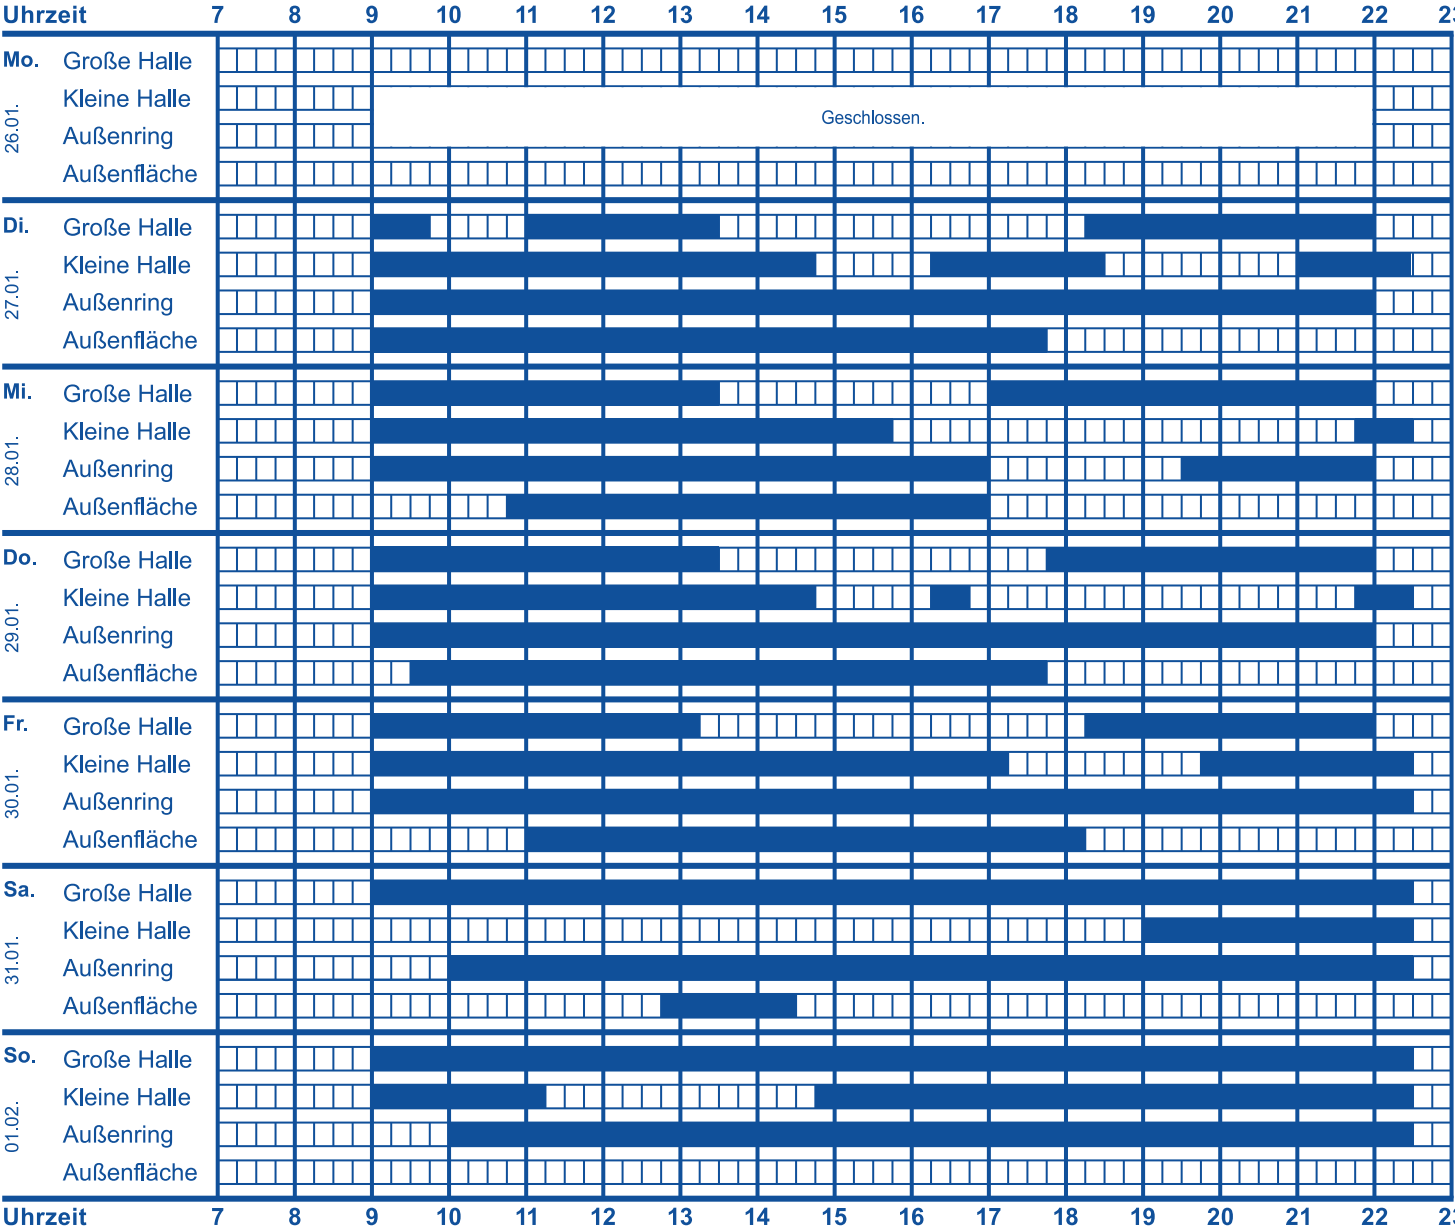 Uhrzeit 7 8 9 10 11 12 13 14 15 16 17 18 19 20 21 22 23
Mo. Große Halle
26.01.
Kleine Halle
Geschlossen.
Außenring
Außenfläche
Di. Große Halle
27.01.
Kleine Halle
Außenring
Außenfläche
Mi. Große Halle
28.01.
Kleine Halle
Außenring
Außenfläche
Do. Große Halle
29.01.
Kleine Halle
Außenring
Außenfläche
Fr. Große Halle
30.01.
Kleine Halle
Außenring
Außenfläche
Sa. Große Halle
31.01.
Kleine Halle
Außenring
Außenfläche
So. Große Halle
01.02.
Kleine Halle
Außenring
Außenfläche
Uhrzeit 7 8 9 10 11 12 13 14 15 16 17 18 19 20 21 22 23